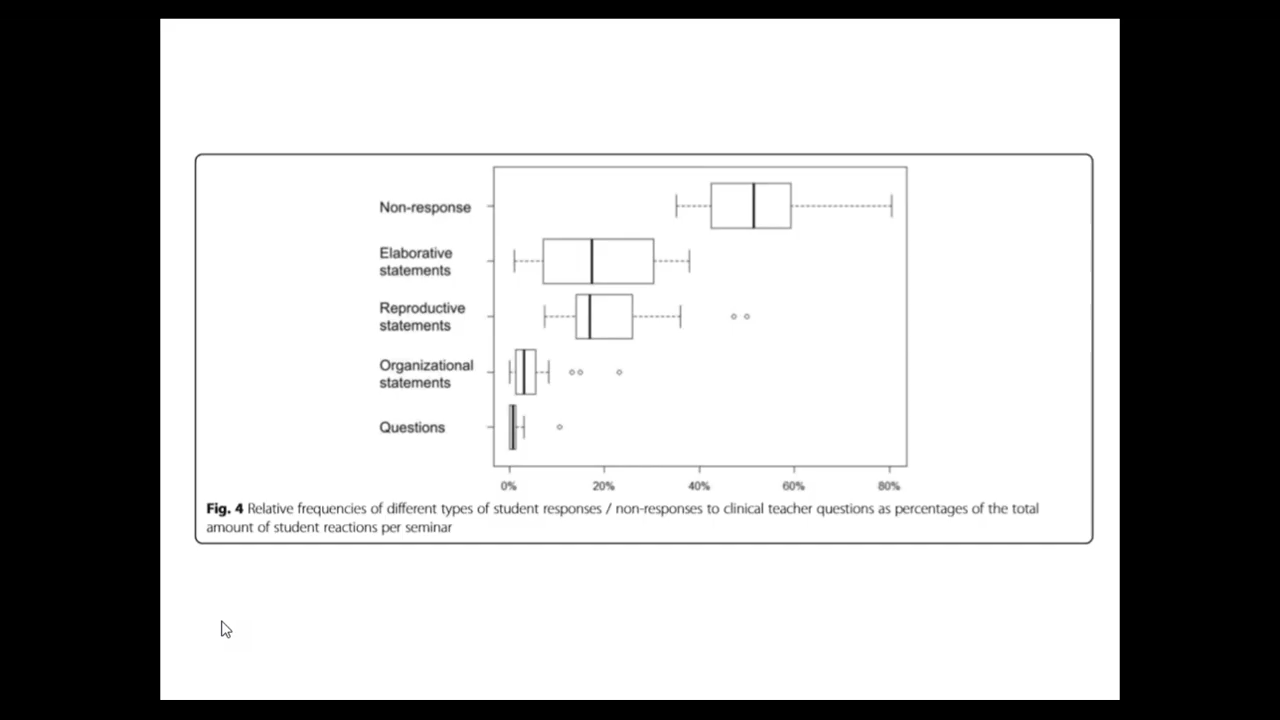 Non-response
Elaborative
statements
Reproductive
statements
Organizational
statements
Questions
0% 20% 40% 60% 80%
Fig. 4 Relative frequencies of different types of student responses / non-responses to clinical teacher questions as percentages of the total
amount of student reactions per seminar